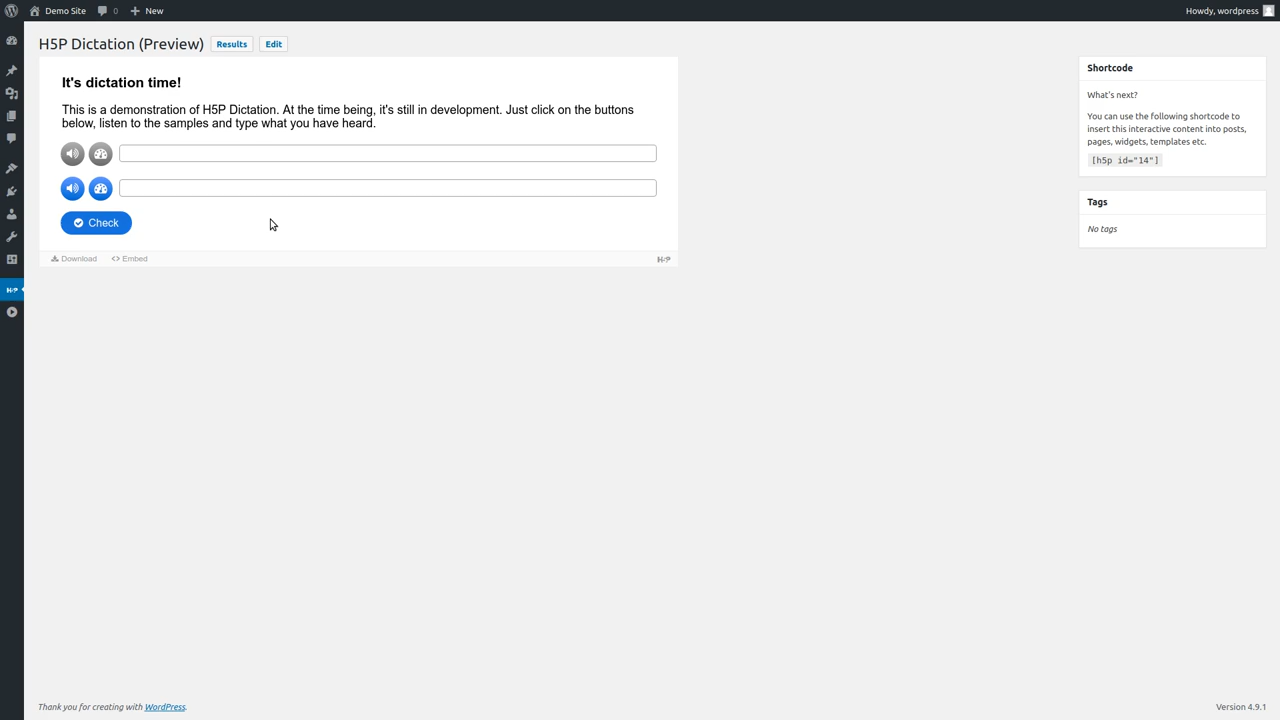 Demo Site 0 New Howdy, wordpress
H5P Dictation (Preview) Results Edit
It's dictation time!
This is a demonstration of H5P Dictation. At the time being, it's still in development. Just click on the buttons
below, listen to the samples and type what you have heard.
Check
Download Embed H5P
Shortcode
What's next?
You can use the following shortcode to
insert this interactive content into posts,
pages, widgets, templates etc.
[h5p id="14"]
Tags
No tags
H5P
Thank you for creating with WordPress.
Version 4.9.1